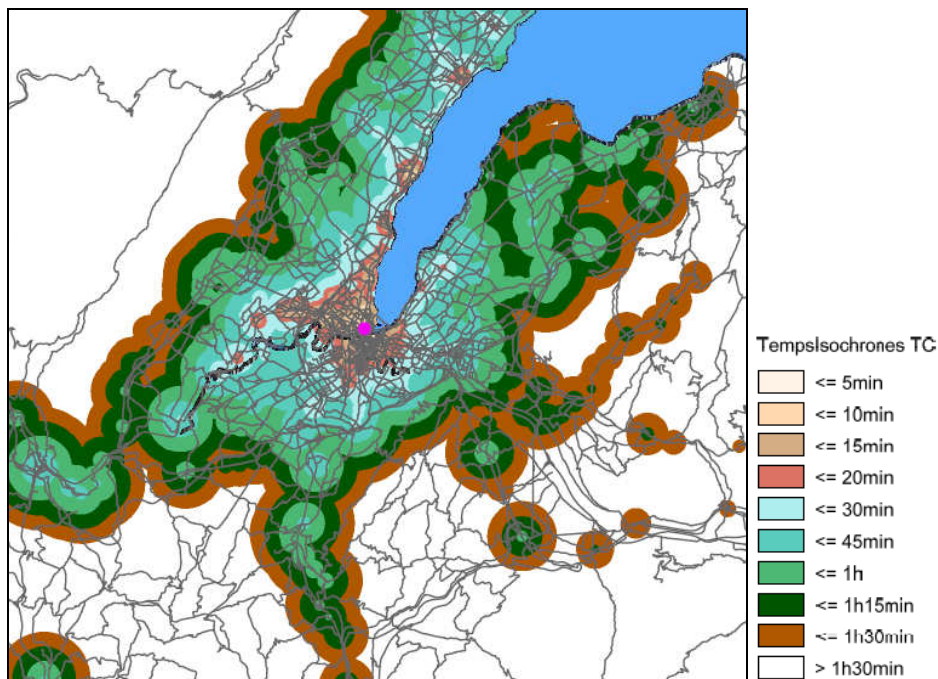 TempsIsochrones TC
<= 5min
<= 10min
<= 15min
<= 20min
<= 30min
<= 45min
<= 1h
<= 1h15min
<= 1h30min
> 1h30min